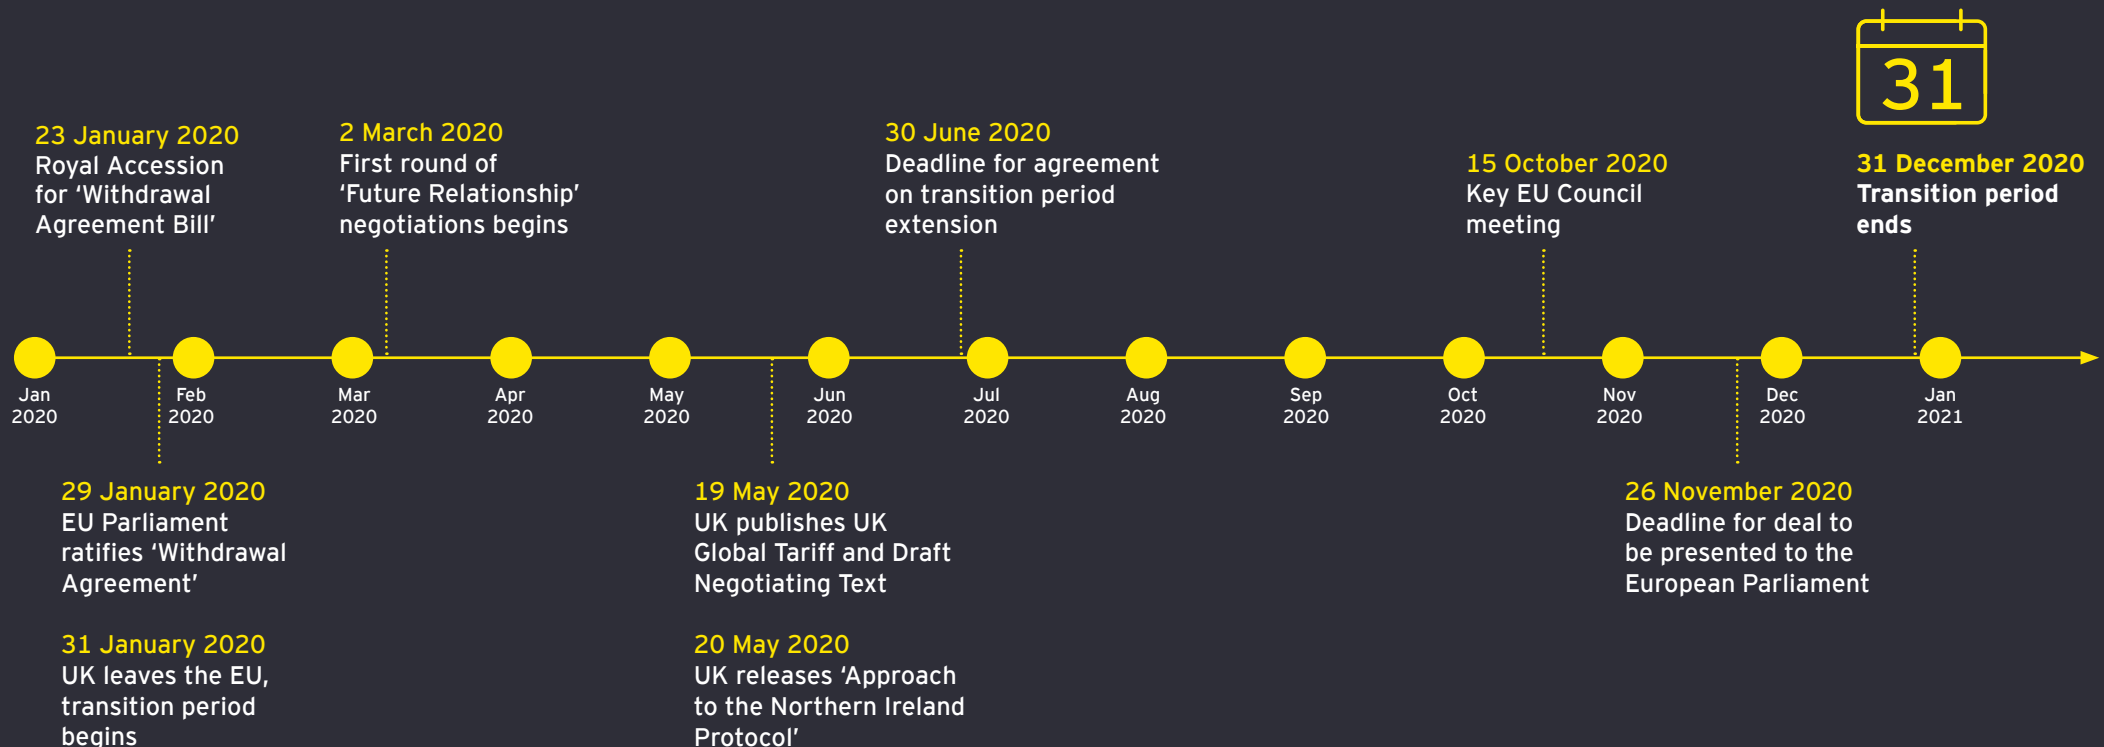 31
23 January 2020
Royal Accession
for ‘Withdrawal
Agreement Bill’
2 March 2020
First round of
‘Future Relationship’
negotiations begins
30 June 2020
Deadline for agreement
on transition period
extension
15 October 2020
Key EU Council
meeting
31 December 2020
Transition period
ends
Jan
2020
Feb
2020
Mar
2020
Apr
2020
May
2020
Jun
2020
Jul
2020
Aug
2020
Sep
2020
Oct
2020
Nov
2020
Dec
2020
Jan
2021
29 January 2020
EU Parliament
ratifies ‘Withdrawal
Agreement’
31 January 2020
UK leaves the EU,
transition period
begins
19 May 2020
UK publishes UK
Global Tariff and Draft
Negotiating Text
20 May 2020
UK releases ‘Approach
to the Northern Ireland
Protocol’
26 November 2020
Deadline for deal to
be presented to the
European Parliament